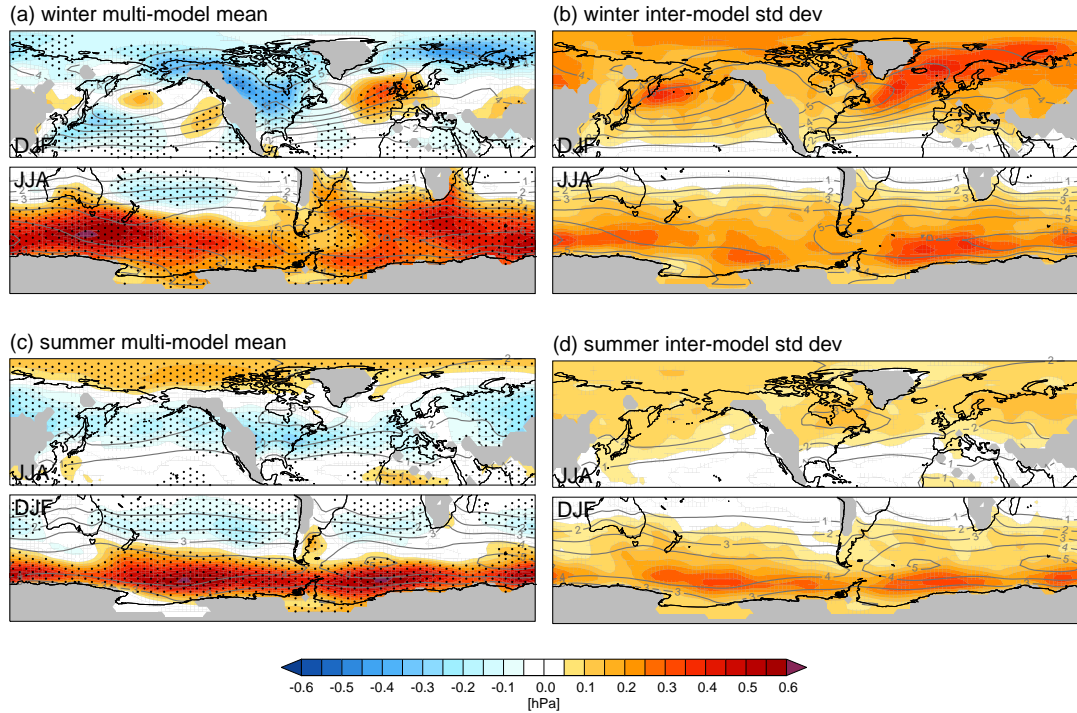 (a) winter multi-model mean
(b) winter inter-model std dev
DJF
DJF
JJA
JJA
(c) summer multi-model mean
(d) summer inter-model std dev
JJA
JJA
DJF
DJF
-0.6 -0.5 -0.4 -0.3 -0.2 -0.1 0.0 0.1 0.2 0.3 0.4 0.5 0.6
[hPa]